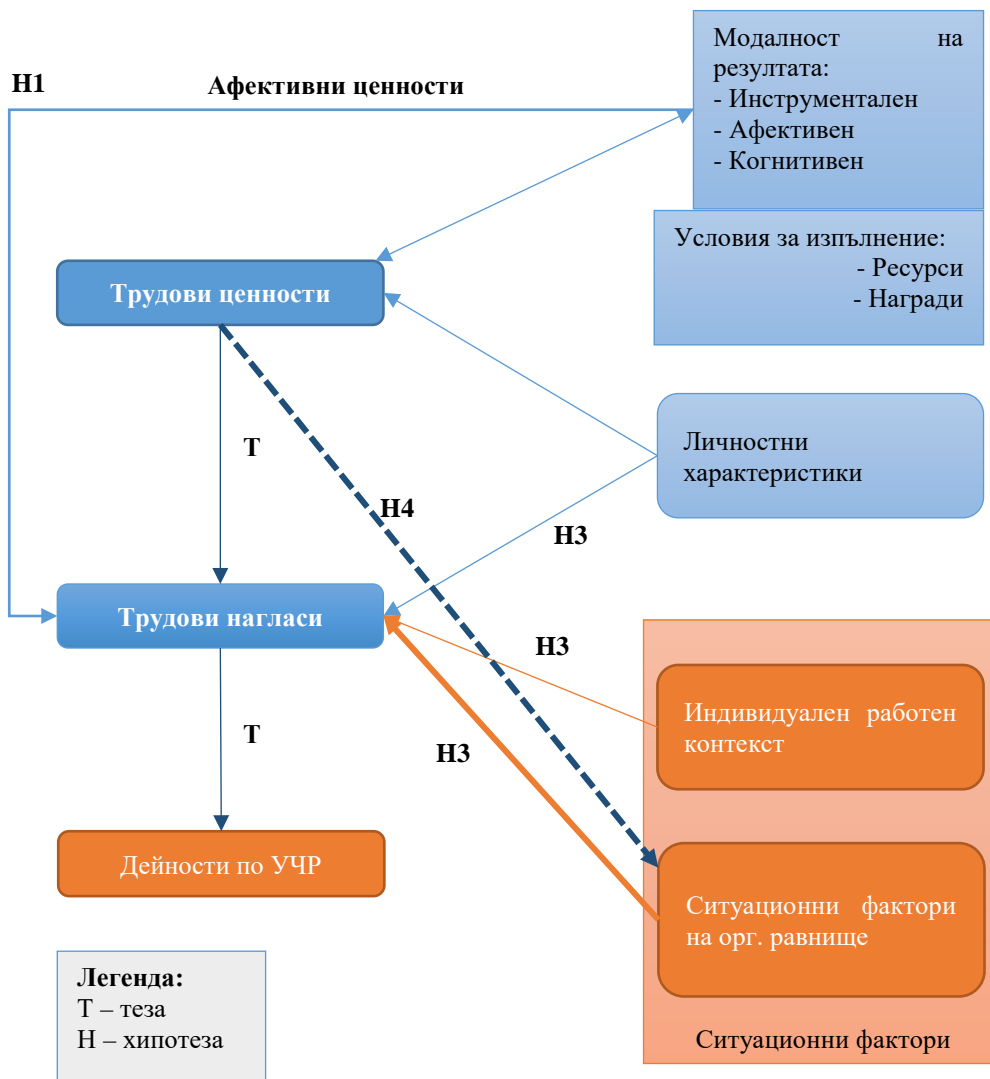 Модалност на
резултата:
- Инструментален
- Афективен
- Когнитивен
H1
Афективни ценности
Условия за изпълнение:
- Ресурси
- Награди
Трудови ценности
T
H4
Личностни
характеристики
H3
Трудови нагласи
H3
Индивидуален работен
контекст
T
H3
Дейности по УЧР
Ситуационни фактори
на орг. равнище
Ситуационни фактори
Легенда:
Т – теза
Н – хипотеза